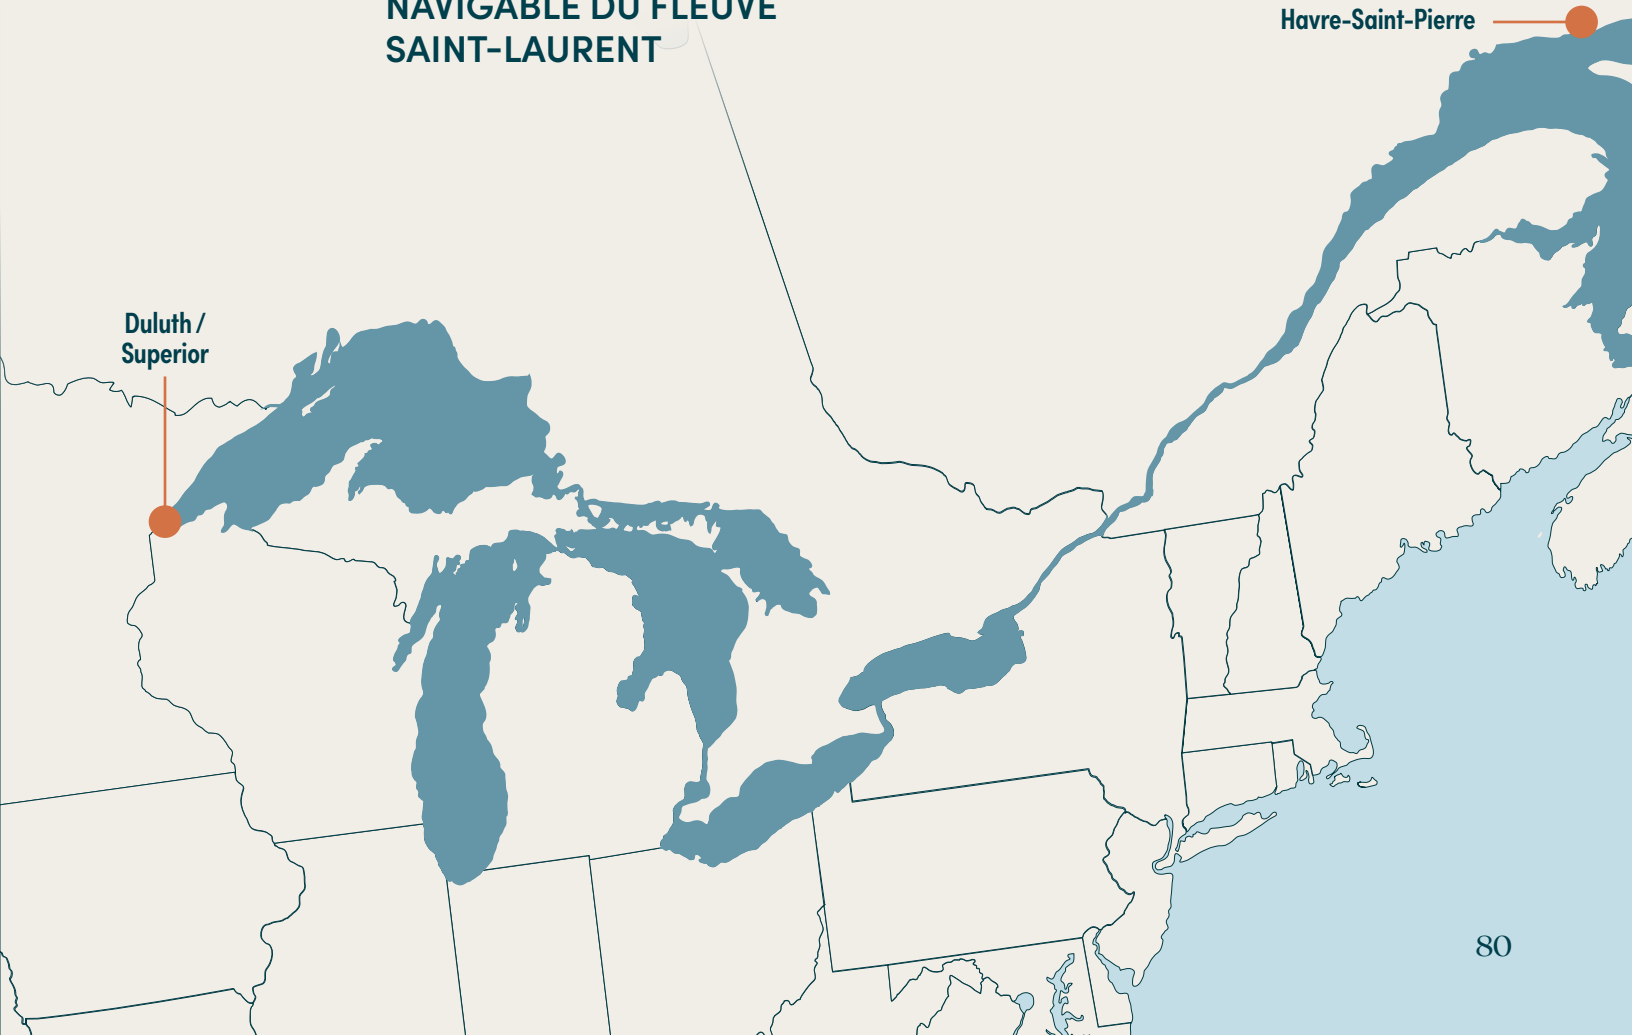 NAVIGABLE DU FLEUVE
SAINT-LAURENT
Havre-Saint-Pierre
Duluth /
Superior
80